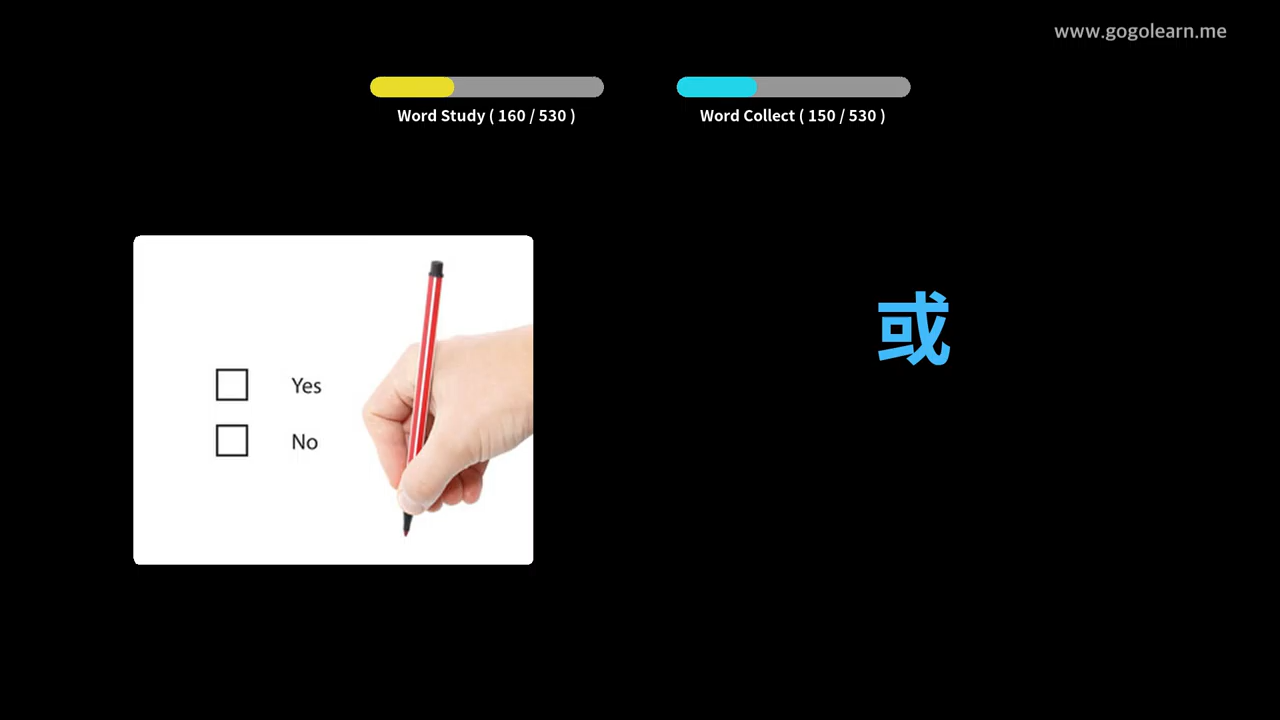 www.gogolearn.me
Word Study ( 160 / 530 )
Word Collect ( 150 / 530 )
或
Yes
No